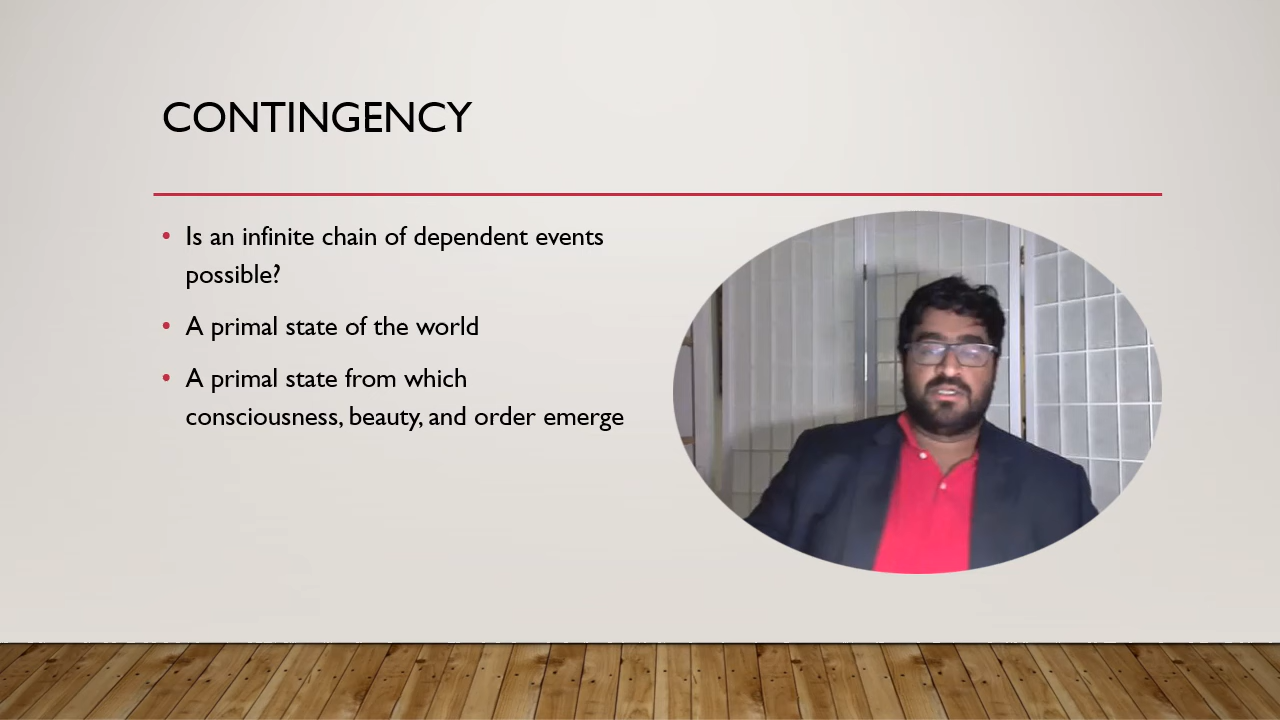 CONTINGENCY
• Is an infinite chain of dependent events
possible?
• A primal state of the world
• A primal state from which
consciousness, beauty, and order emerge